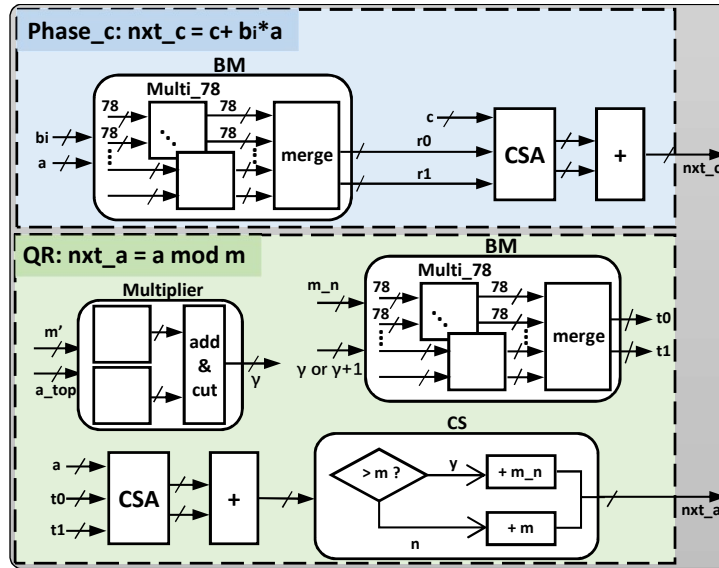 Phase_c: nxt_c = c+ bi*a
BM
Multi_78
78
78
78
78
bi
a
merge
r0
r1
c
CSA
+
nxt_c
QR: nxt_a = a mod m
Multiplier
m’
a_top
add
&
cut
γ
BM
Multi_78
m_n
78
78
78
78
γ or γ+1
merge
t0
t1
CS
a
t0
t1
CSA
+
> m ?
y
+ m_n
n
+ m
nxt_a